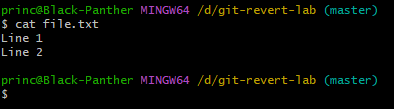 princ@Black-Panther MINGW64 /d/git-revert-lab (master)
$ cat file.txt
Line 1
Line 2
princ@Black-Panther MINGW64 /d/git-revert-lab (master)
$